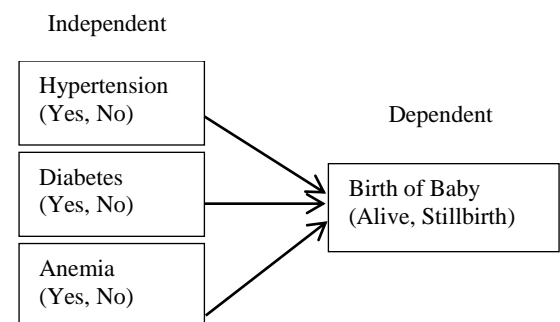 Independent
Hypertension
(Yes, No)
Dependent
Diabetes
(Yes, No)
Birth of Baby
(Alive, Stillbirth)
Anemia
(Yes, No)